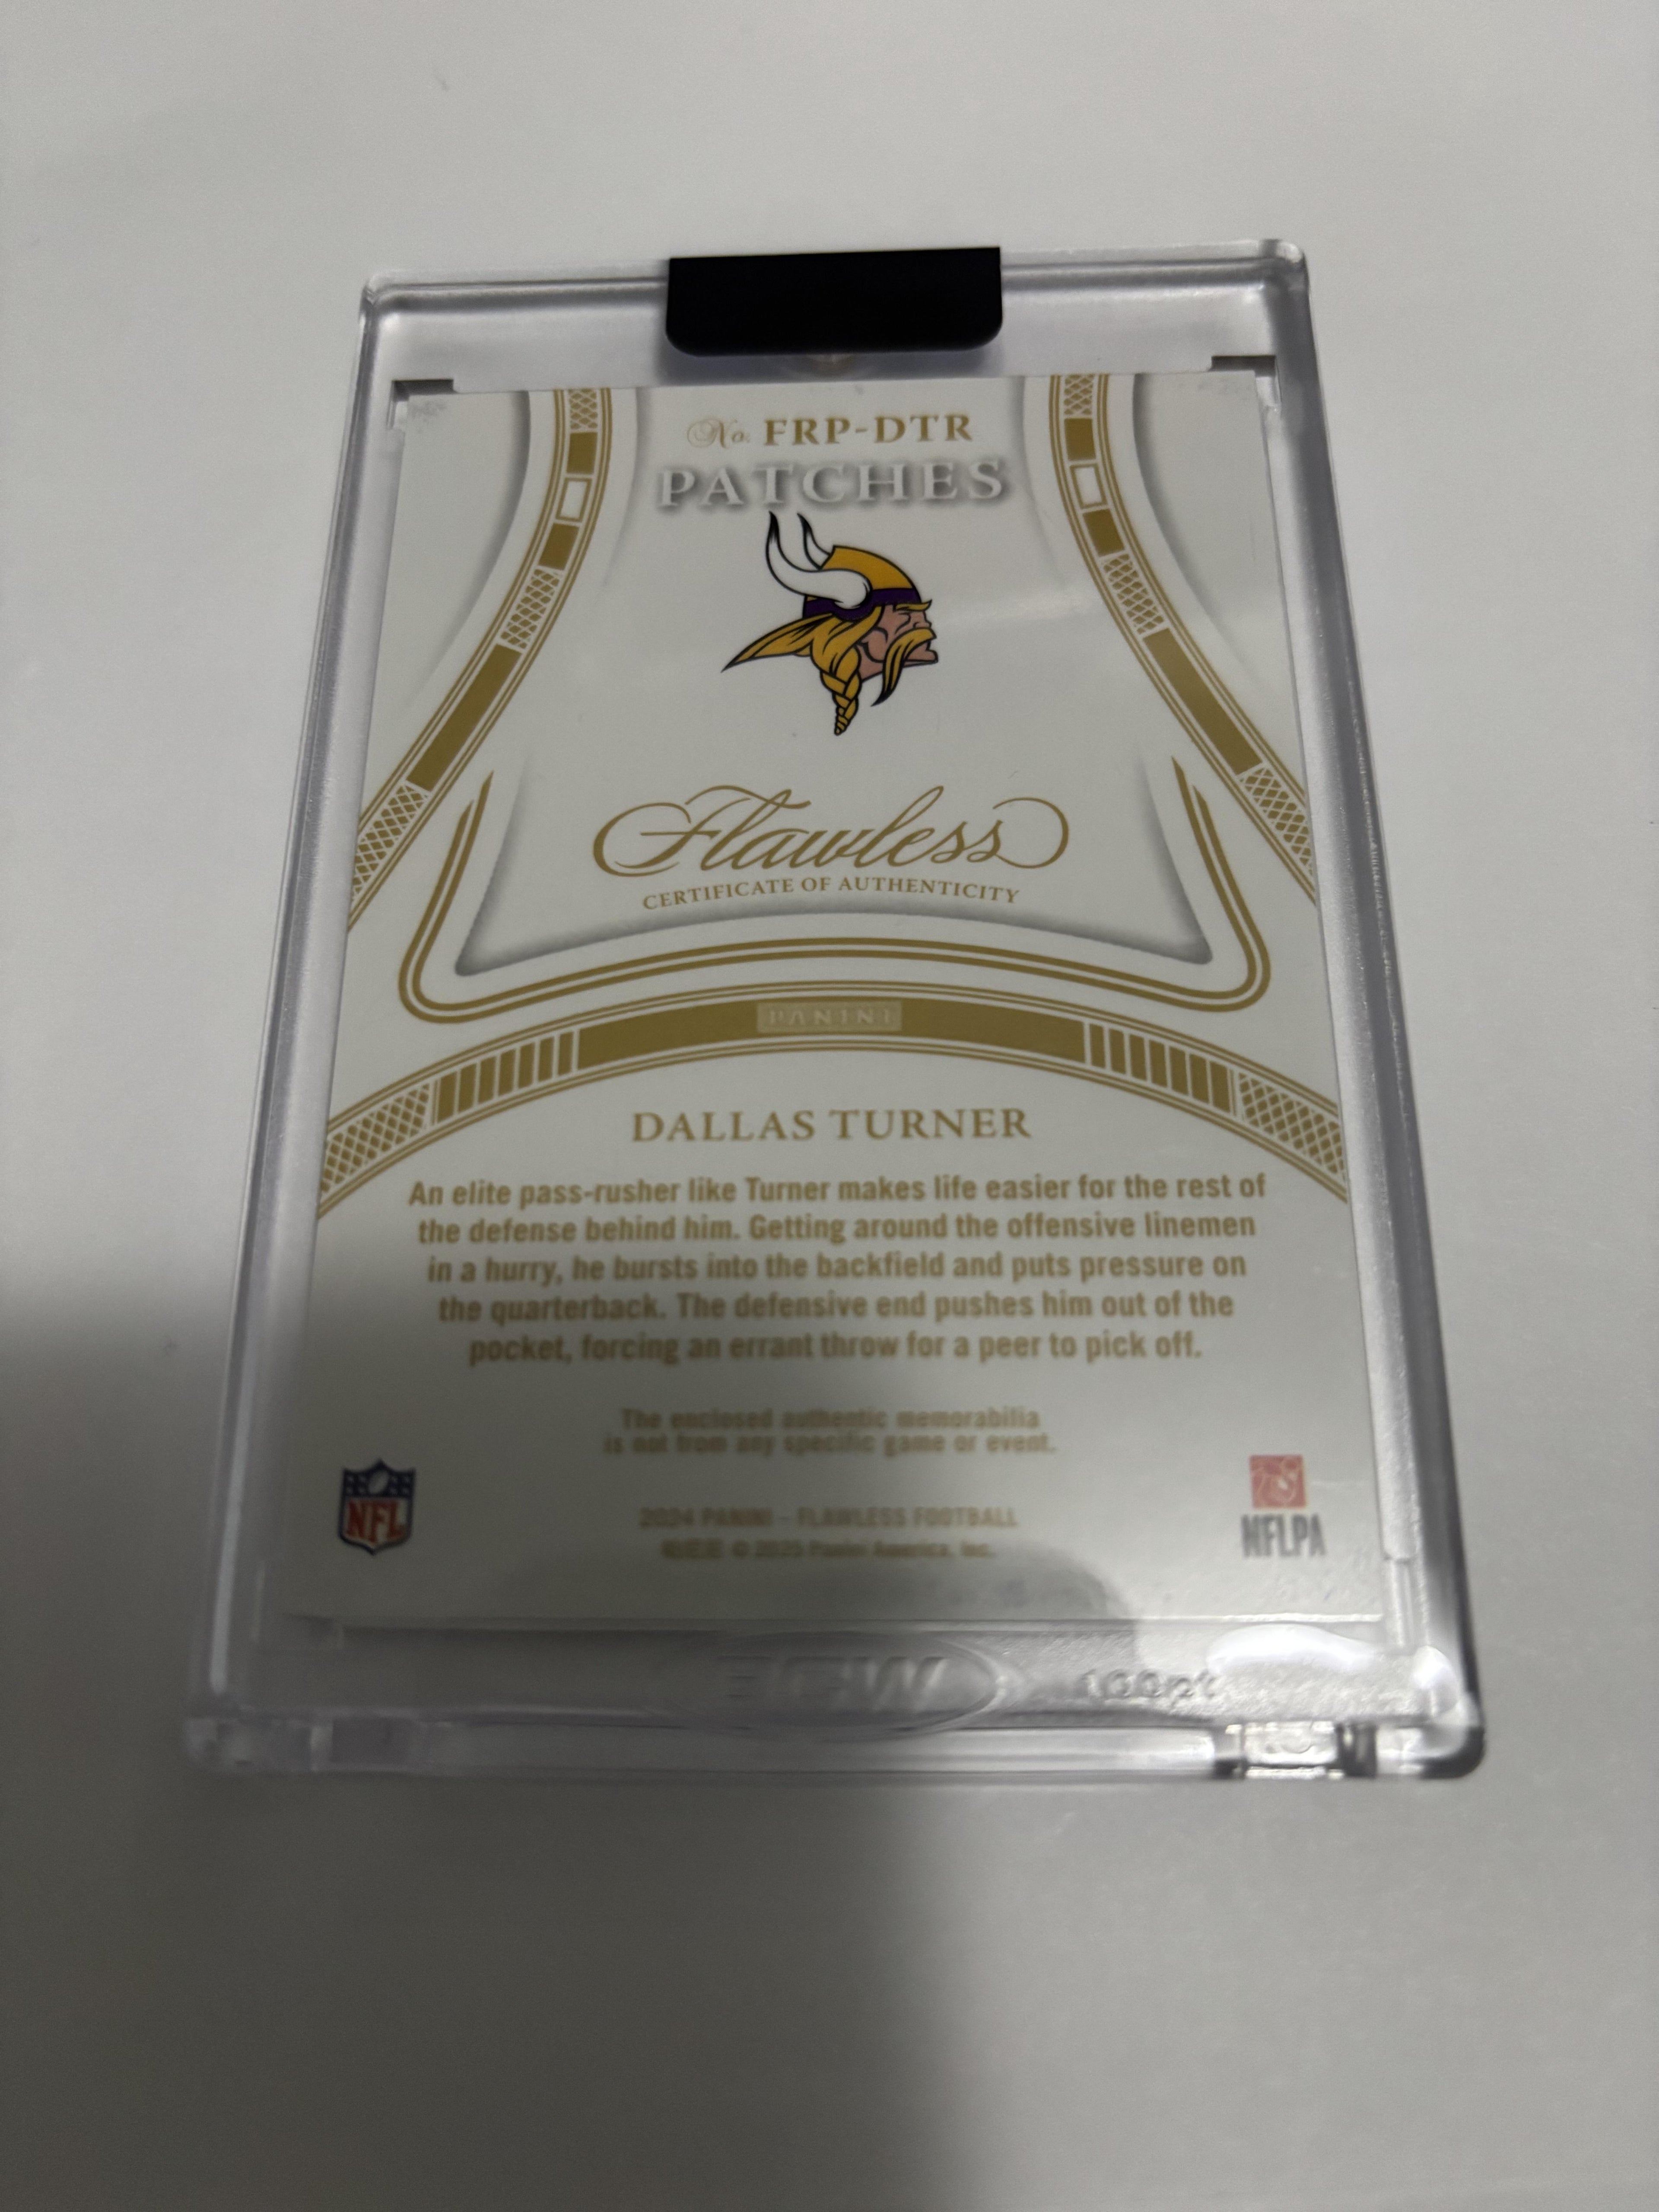 No. FRP-DTR
PATCHES
Flawless
CERTIFICATE OF AUTHENTICITY
PANINI
DALLAS TURNER
An elite pass-rusher like Turner makes life easier for the rest of
the defense behind him. Getting around the offensive linemen
in a hurry, he bursts into the backfield and puts pressure on
the quarterback. The defensive end pushes him out of the
pocket, forcing an errant throw for a peer to pick off.
The enclosed authentic memorabilia
is not from any specific game or event.
NFL
NFLPA
2024 PANINI – FLAWLESS FOOTBALL
© 2025 Panini America, Inc.
BCW
100pt